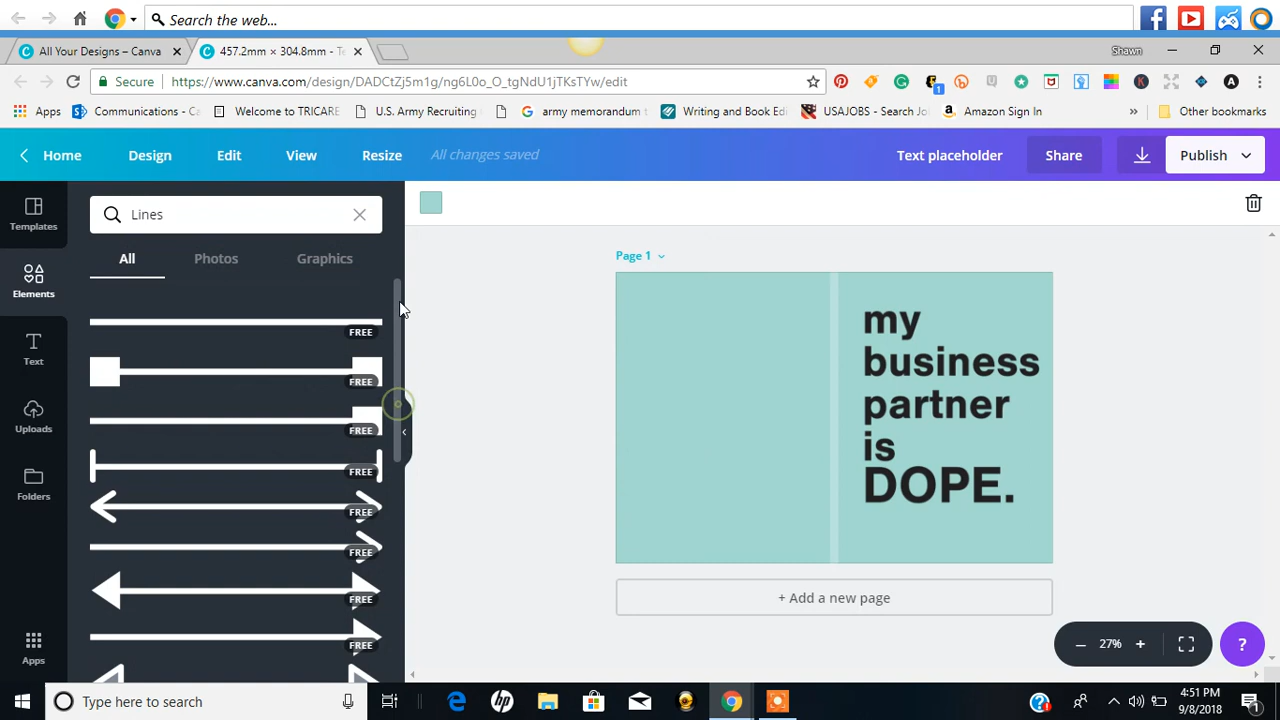 Search the web...
All Your Designs – Canva
457.2mm × 304.8mm - Te
Shawn
Secure
https://www.canva.com/design/DADCtZj5m1g/ng6L0o_O_tgNdU1jTKsTYw/edit
Apps
Communications - Ca
Welcome to TRICARE
U.S. Army Recruiting
army memorandum t
Writing and Book Edi
USAJOBS - Search Jo
Amazon Sign In
Other bookmarks
Home
Design
Edit
View
Resize
All changes saved
Text placeholder
Share
Publish
Templates
Elements
Text
Uploads
Folders
Apps
Lines
All
Photos
Graphics
FREE
FREE
FREE
FREE
FREE
FREE
FREE
FREE
Page 1
my
business
partner
is
DOPE.
+ Add a new page
27%
?
Type here to search
4:51 PM
9/8/2018